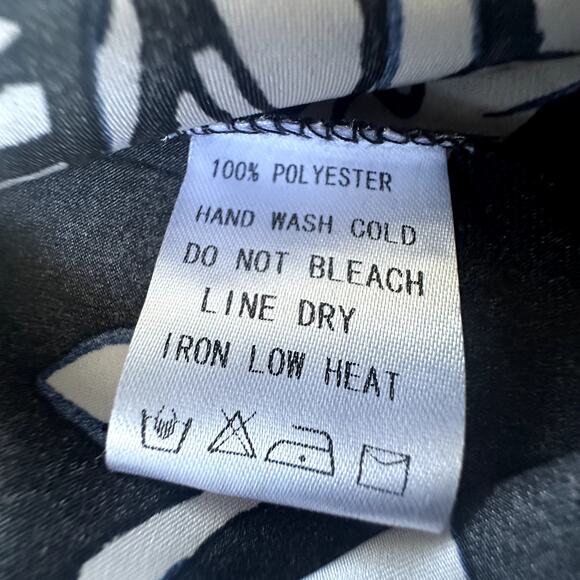 100% POLYESTER
HAND WASH COLD
DO NOT BLEACH
LINE DRY
IRON LOW HEAT